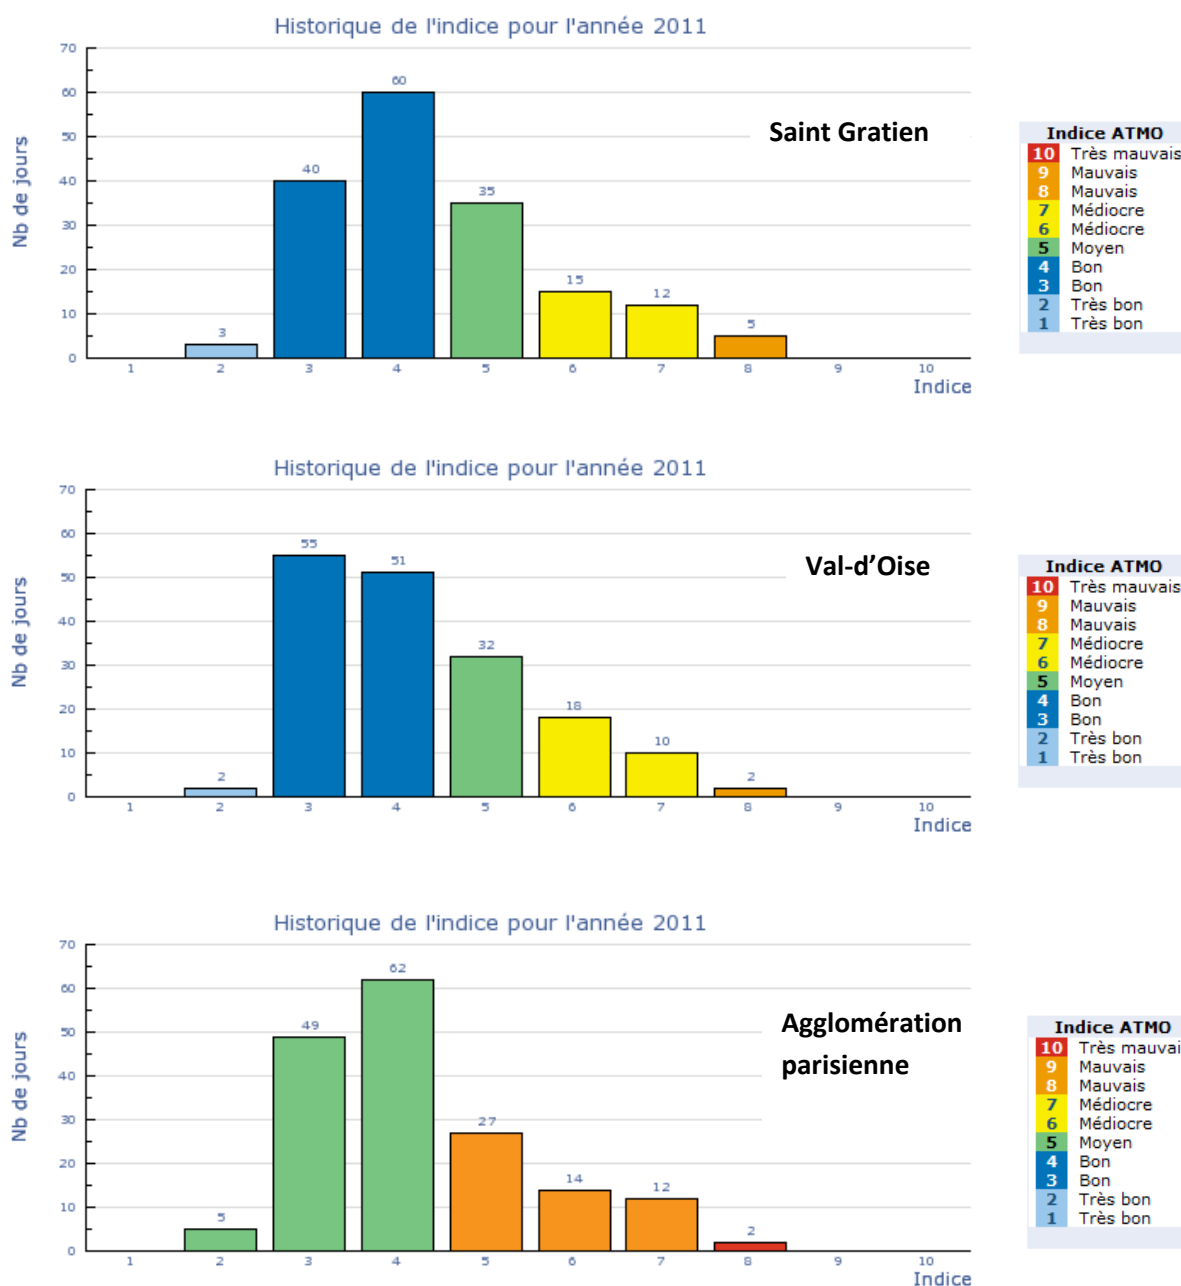 Historique de l'indice pour l'année 2011
70
60
50
40
30
20
10
0
Nb de jours
3
40
60
35
15
12
5
1 2 3 4 5 6 7 8 9 10
Indice
Saint Gratien
Indice ATMO
10 Très mauvais
9 Mauvais
8 Mauvais
7 Médiocre
6 Médiocre
5 Moyen
4 Bon
3 Bon
2 Très bon
1 Très bon
Historique de l'indice pour l'année 2011
70
60
50
40
30
20
10
0
Nb de jours
2
55
51
32
18
10
2
1 2 3 4 5 6 7 8 9 10
Indice
Val-d’Oise
Indice ATMO
10 Très mauvais
9 Mauvais
8 Mauvais
7 Médiocre
6 Médiocre
5 Moyen
4 Bon
3 Bon
2 Très bon
1 Très bon
Historique de l'indice pour l'année 2011
70
60
50
40
30
20
10
0
Nb de jours
5
49
62
27
14
12
2
1 2 3 4 5 6 7 8 9 10
Indice
Agglomération
parisienne
Indice ATMO
10 Très mauvai
9 Mauvais
8 Mauvais
7 Médiocre
6 Médiocre
5 Moyen
4 Bon
3 Bon
2 Très bon
1 Très bon